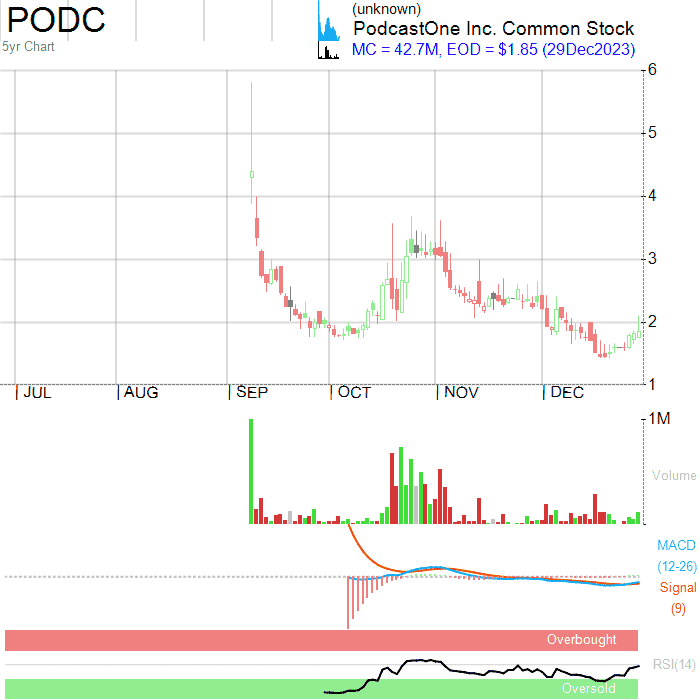 PODC
5yr Chart
(unknown)
PodcastOne Inc. Common Stock
MC = 42.7M, EOD = $1.85 (29Dec2023)
6
5
4
3
2
1
JUL AUG SEP OCT NOV DEC
1M
Volume
MACD
(12-26)
Signal
(9)
Overbought
RSI(14)
Oversold